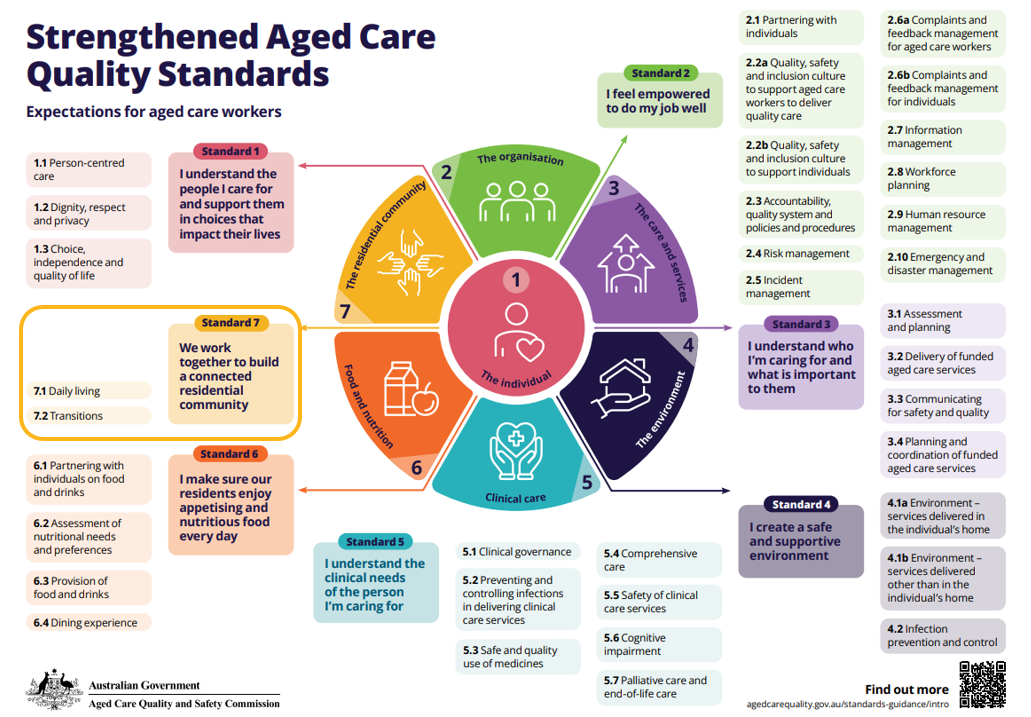 Strengthened Aged Care
Quality Standards
Expectations for aged care workers
Standard 1
I understand the
people I care for
and support them
in choices that
impact their lives
1.1 Person-centred
care
1.2 Dignity, respect
and privacy
1.3 Choice,
independence and
quality of life
Standard 7
We work
together to build
a connected
residential
community
7.1 Daily living
7.2 Transitions
Standard 6
I make sure our
residents enjoy
appetising and
nutritious food
every day
6.1 Partnering with
individuals on food
and drinks
6.2 Assessment of
nutritional needs
and preferences
6.3 Provision of
food and drinks
6.4 Dining experience
1
The individual
2
The organisation
3
The care and services
4
The environment
5
Clinical care
6
Food and nutrition
7
The residential community
Standard 2
I feel empowered
to do my job well
2.1 Partnering with
individuals
2.2a Quality, safety
and inclusion culture
to support aged care
workers to deliver
quality care
2.2b Quality, safety
and inclusion culture
to support individuals
2.3 Accountability,
quality system and
policies and procedures
2.4 Risk management
2.5 Incident
management
2.6a Complaints and
feedback management
for aged care workers
2.6b Complaints and
feedback management
for individuals
2.7 Information
management
2.8 Workforce
planning
2.9 Human resource
management
2.10 Emergency and
disaster management
Standard 3
I understand who
I'm caring for and
what is important
to them
3.1 Assessment
and planning
3.2 Delivery of funded
aged care services
3.3 Communicating
for safety and quality
3.4 Planning and
coordination of funded
aged care services
Standard 4
I create a safe
and supportive
environment
4.1a Environment –
services delivered in
the individual's home
4.1b Environment –
services delivered
other than in the
individual's home
4.2 Infection
prevention and control
Standard 5
I understand the
clinical needs
of the person
I'm caring for
5.1 Clinical governance
5.2 Preventing and
controlling infections
in delivering clinical
care services
5.3 Safe and quality
use of medicines
5.4 Comprehensive
care
5.5 Safety of clinical
care services
5.6 Cognitive
impairment
5.7 Palliative care and
end-of-life care
Australian Government
Aged Care Quality and Safety Commission
Find out more
agedcarequality.gov.au/standards-guidance/intro